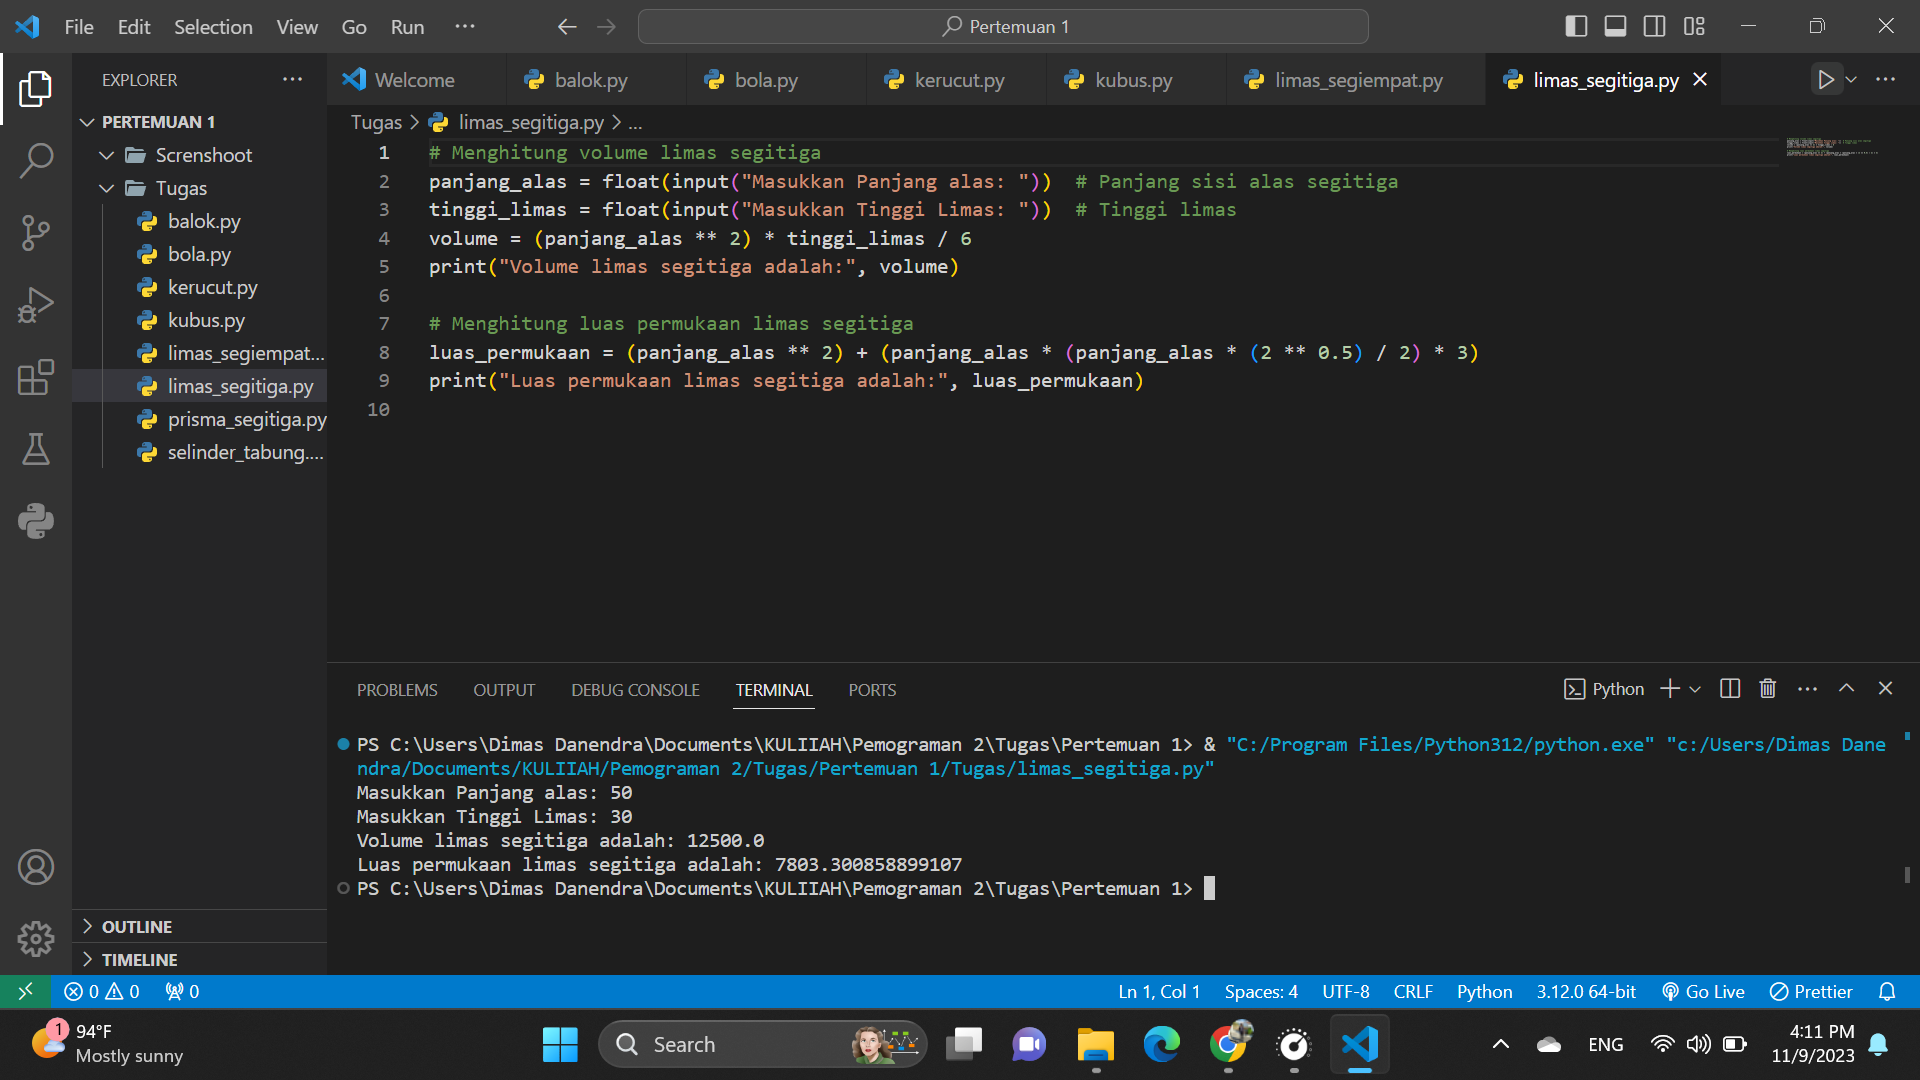 File Edit Selection View Go Run ··· Pertemuan 1
EXPLORER ···
Welcome balok.py bola.py kerucut.py kubus.py limas_segiempat.py limas_segitiga.py
PERTEMUAN 1
Screnshoot
Tugas
balok.py
bola.py
kerucut.py
kubus.py
limas_segiempat...
limas_segitiga.py
prisma_segitiga.py
selinder_tabung....
OUTLINE
TIMELINE
Tugas > limas_segitiga.py > ...
1 # Menghitung volume limas segitiga
2 panjang_alas = float(input("Masukkan Panjang alas: ")) # Panjang sisi alas segitiga
3 tinggi_limas = float(input("Masukkan Tinggi Limas: ")) # Tinggi limas
4 volume = (panjang_alas ** 2) * tinggi_limas / 6
5 print("Volume limas segitiga adalah:", volume)
6
7 # Menghitung luas permukaan limas segitiga
8 luas_permukaan = (panjang_alas ** 2) + (panjang_alas * (panjang_alas * (2 ** 0.5) / 2) * 3)
9 print("Luas permukaan limas segitiga adalah:", luas_permukaan)
10
PROBLEMS OUTPUT DEBUG CONSOLE TERMINAL PORTS Python
PS C:\Users\Dimas Danendra\Documents\KULIIAH\Pemograman 2\Tugas\Pertemuan 1> & "C:/Program Files/Python312/python.exe" "c:/Users/Dimas Dane
ndra/Documents/KULIIAH/Pemograman 2/Tugas/Pertemuan 1/Tugas/limas_segitiga.py"
Masukkan Panjang alas: 50
Masukkan Tinggi Limas: 30
Volume limas segitiga adalah: 12500.0
Luas permukaan limas segitiga adalah: 7803.300858899107
PS C:\Users\Dimas Danendra\Documents\KULIIAH\Pemograman 2\Tugas\Pertemuan 1>
0 0 0 Ln 1, Col 1 Spaces: 4 UTF-8 CRLF Python 3.12.0 64-bit Go Live Prettier
1 94°F
Mostly sunny
Search
ENG
4:11 PM
11/9/2023